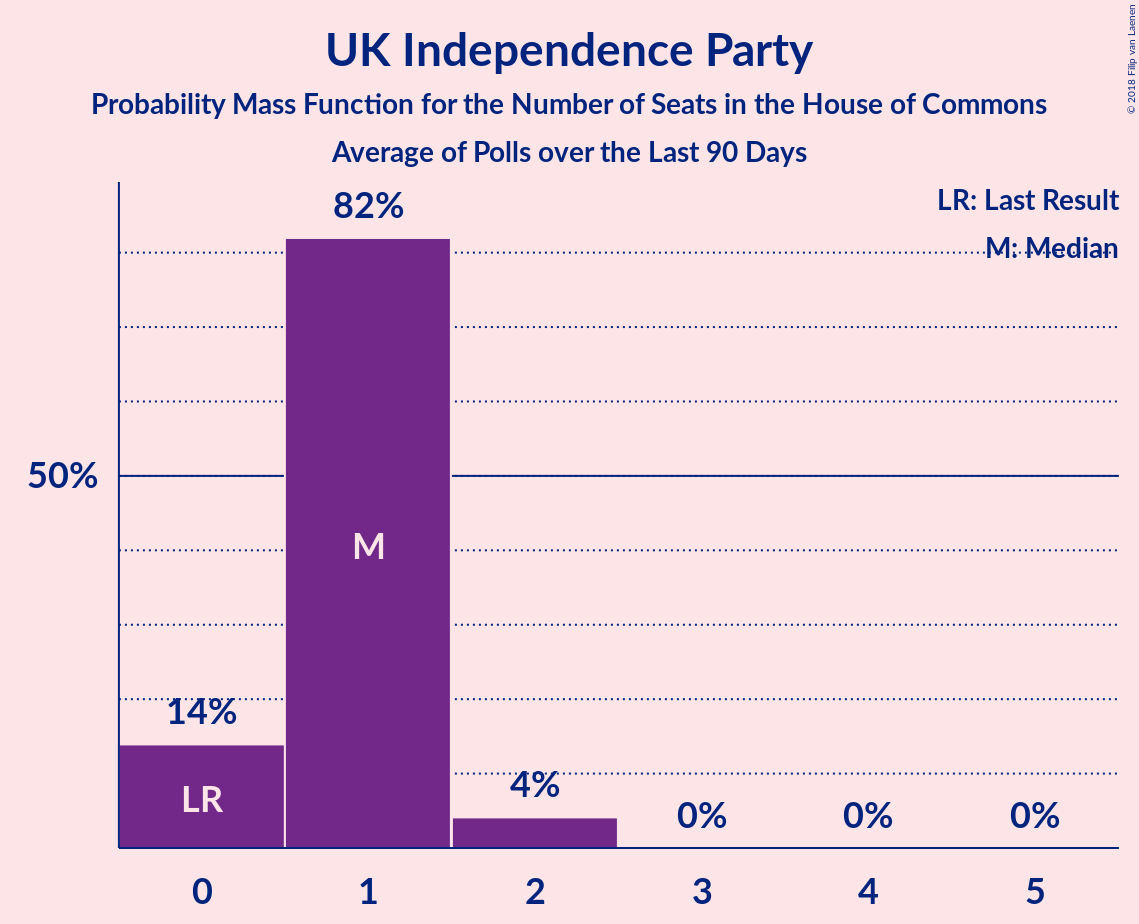 UK Independence Party
Probability Mass Function for the Number of Seats in the House of Commons
Average of Polls over the Last 90 Days
© 2018 Filip van Laenen
LR: Last Result
M: Median
82%
50%
M
14%
LR
4%
0%
0%
0%
0
1
2
3
4
5